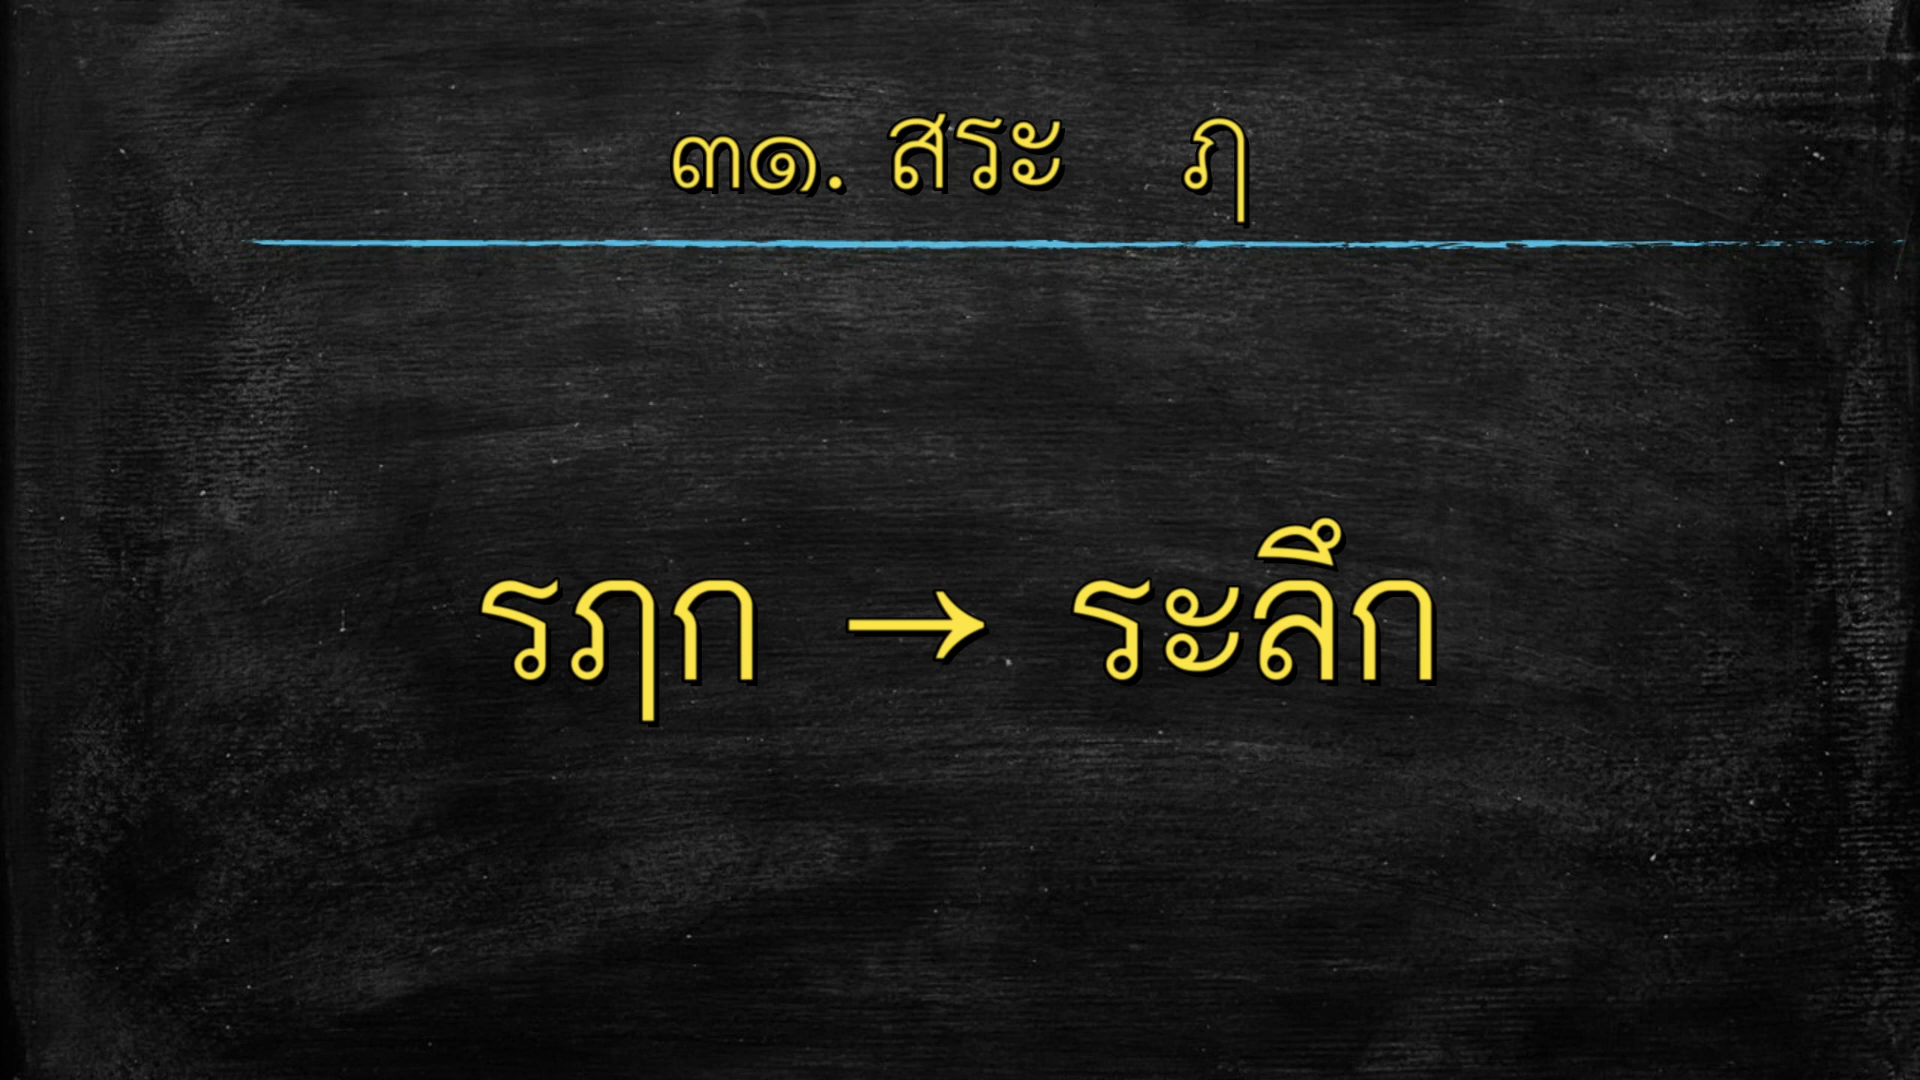 ๓๑. สระ ฦ
รฦก → ระลึก